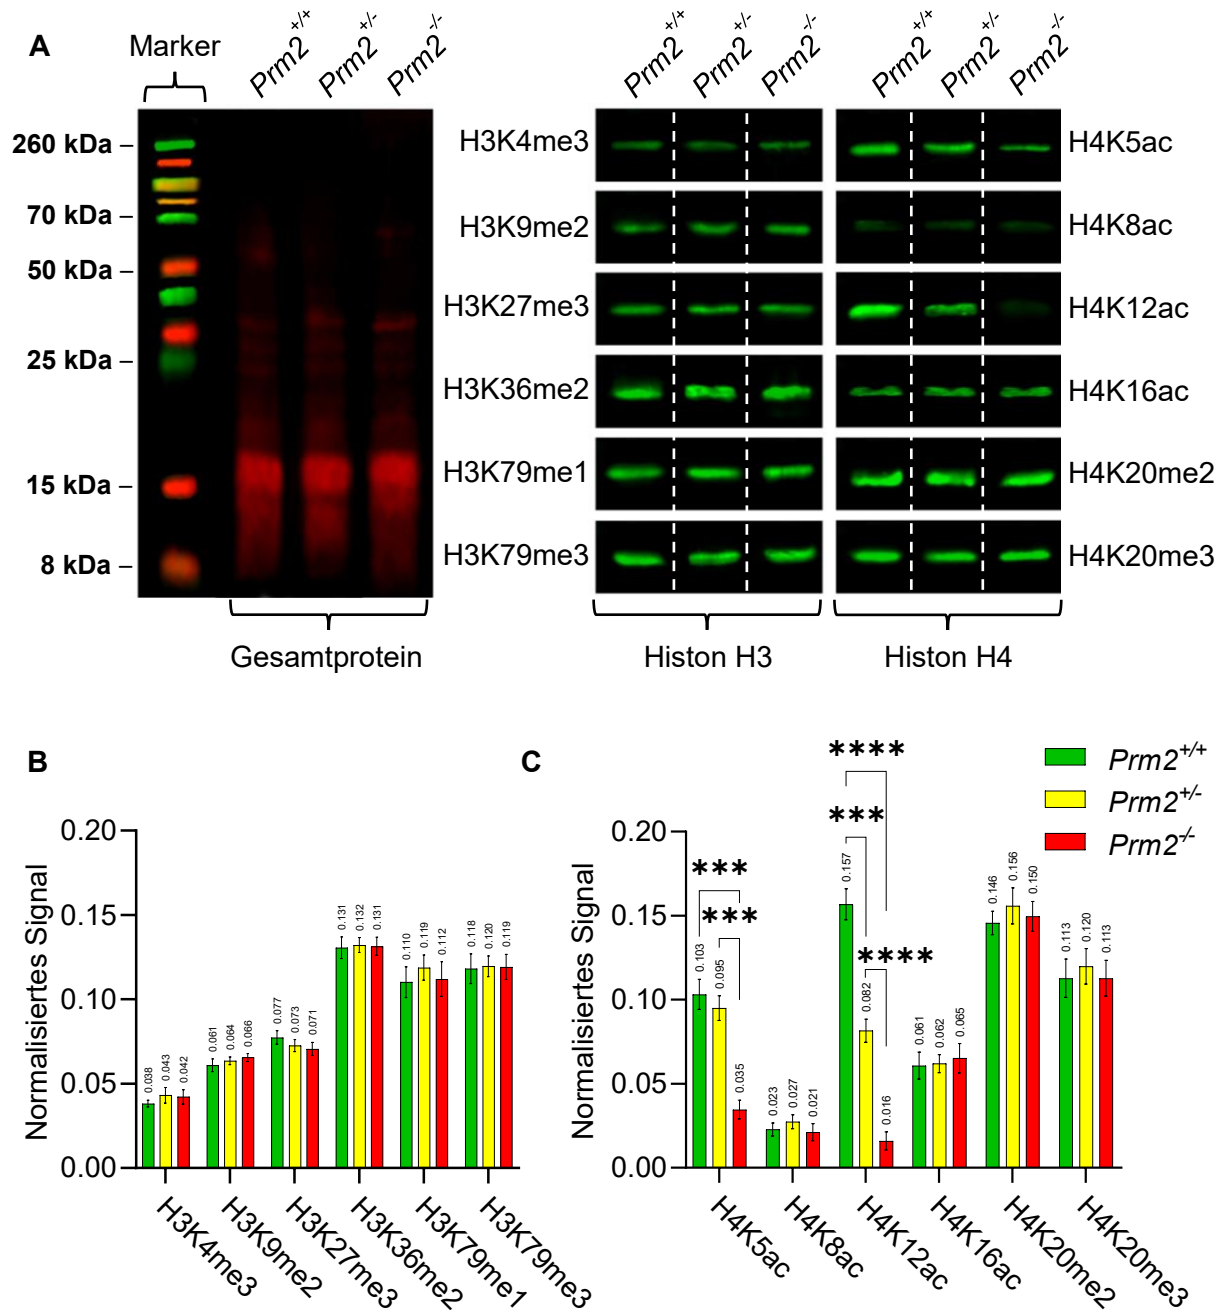 A
Marker
Prm2+/+ Prm2+/- Prm2-/-
Prm2+/+ Prm2+/- Prm2-/-
Prm2+/+ Prm2+/- Prm2-/-
260 kDa –
70 kDa –
50 kDa –
25 kDa –
15 kDa –
8 kDa –
H3K4me3
H3K9me2
H3K27me3
H3K36me2
H3K79me1
H3K79me3
H4K5ac
H4K8ac
H4K12ac
H4K16ac
H4K20me2
H4K20me3
Gesamtprotein
Histon H3
Histon H4
B
Normalisiertes Signal
0.20
0.15
0.10
0.05
0.00
0.038 0.043 0.042
0.061 0.064 0.066
0.077 0.073 0.071
0.131 0.132 0.131
0.110 0.119 0.112
0.118 0.120 0.119
H3K4me3
H3K9me2
H3K27me3
H3K36me2
H3K79me1
H3K79me3
C
Prm2+/+
Prm2+/-
Prm2-/-
Normalisiertes Signal
0.20
0.15
0.10
0.05
0.00
****
***
***
***
****
0.103 0.095 0.035
0.023 0.027 0.021
0.157 0.082 0.016
0.061 0.062 0.065
0.146 0.156 0.150
0.113 0.120 0.113
H4K5ac
H4K8ac
H4K12ac
H4K16ac
H4K20me2
H4K20me3